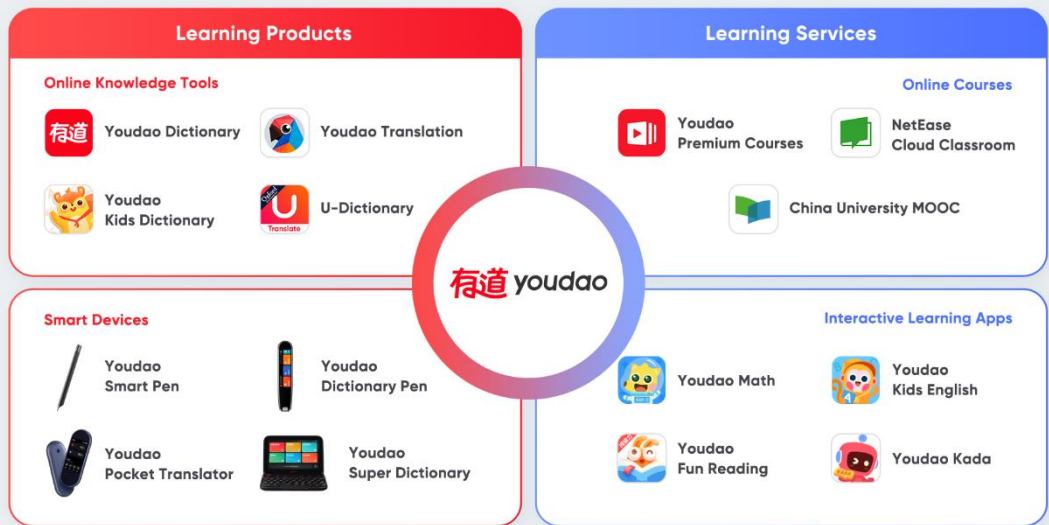 Learning Products
Online Knowledge Tools
有道
Youdao Dictionary
Youdao Translation
Youdao
Kids Dictionary
Oxford
U
Translate
U-Dictionary
Learning Services
Online Courses
Youdao
Premium Courses
NetEase
Cloud Classroom
China University MOOC
有道 youdao
Smart Devices
Youdao
Smart Pen
Youdao
Dictionary Pen
Youdao
Pocket Translator
Youdao
Super Dictionary
Interactive Learning Apps
Youdao Math
A
Youdao
Kids English
Youdao
Fun Reading
Youdao Kada